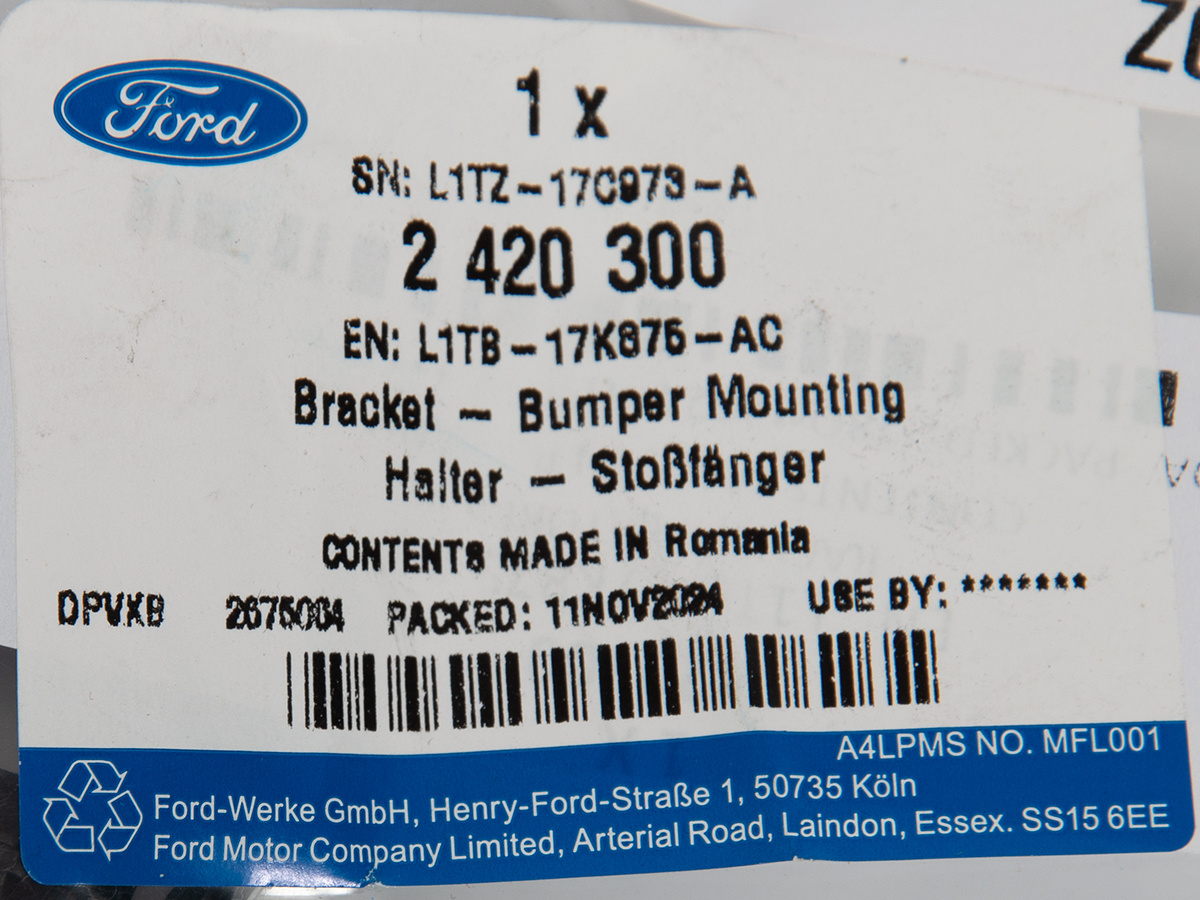 Ford
1 x
SN: L1TZ-17C973-A
2 420 300
EN: L1TB-17K876-AC
Bracket - Bumper Mounting
Halter - Stoßfänger
CONTENTS MADE IN Romania
DPVXB 2675004 PACKED: 11NOV2024 USE BY: *******
A4LPMS NO. MFL001
Ford-Werke GmbH, Henry-Ford-Straße 1, 50735 Köln
Ford Motor Company Limited, Arterial Road, Laindon, Essex. SS15 6EE